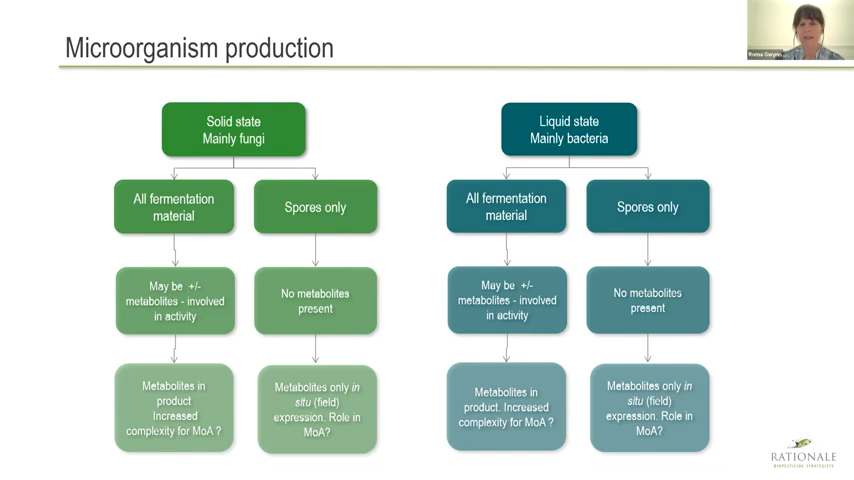 Microorganism production
Roma Gwynn
Solid state
Mainly fungi
All fermentation
material
Spores only
May be +/-
metabolites - involved
in activity
No metabolites
present
Metabolites in
product
Increased
complexity for MoA ?
Metabolites only in
situ (field)
expression. Role in
MoA?
Liquid state
Mainly bacteria
All fermentation
material
Spores only
May be +/-
metabolites - involved
in activity
No metabolites
present
Metabolites in
product. Increased
complexity for MoA ?
Metabolites only in
situ (field)
expression. Role in
MoA?
RATIONALE
BIOPESTICIDE STRATEGISTS